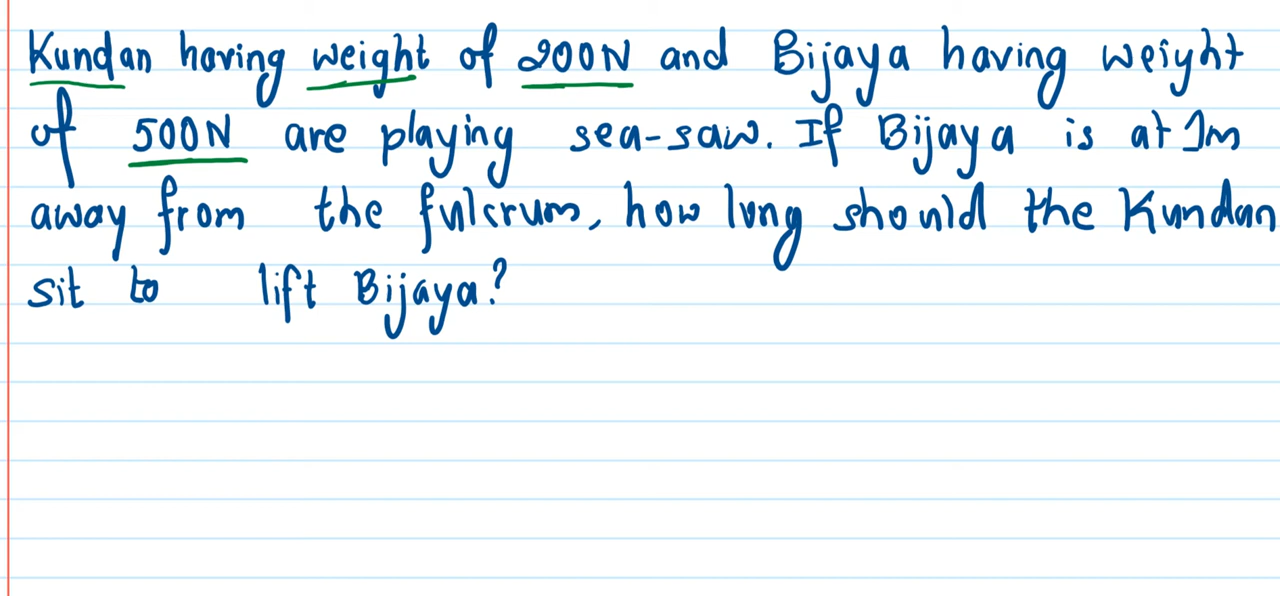 Kundan having weight of 200N and Bijaya having weight
of 500N are playing sea-saw. If Bijaya is at 1m
away from the fulcrum, how long should the Kundan
sit to lift Bijaya?